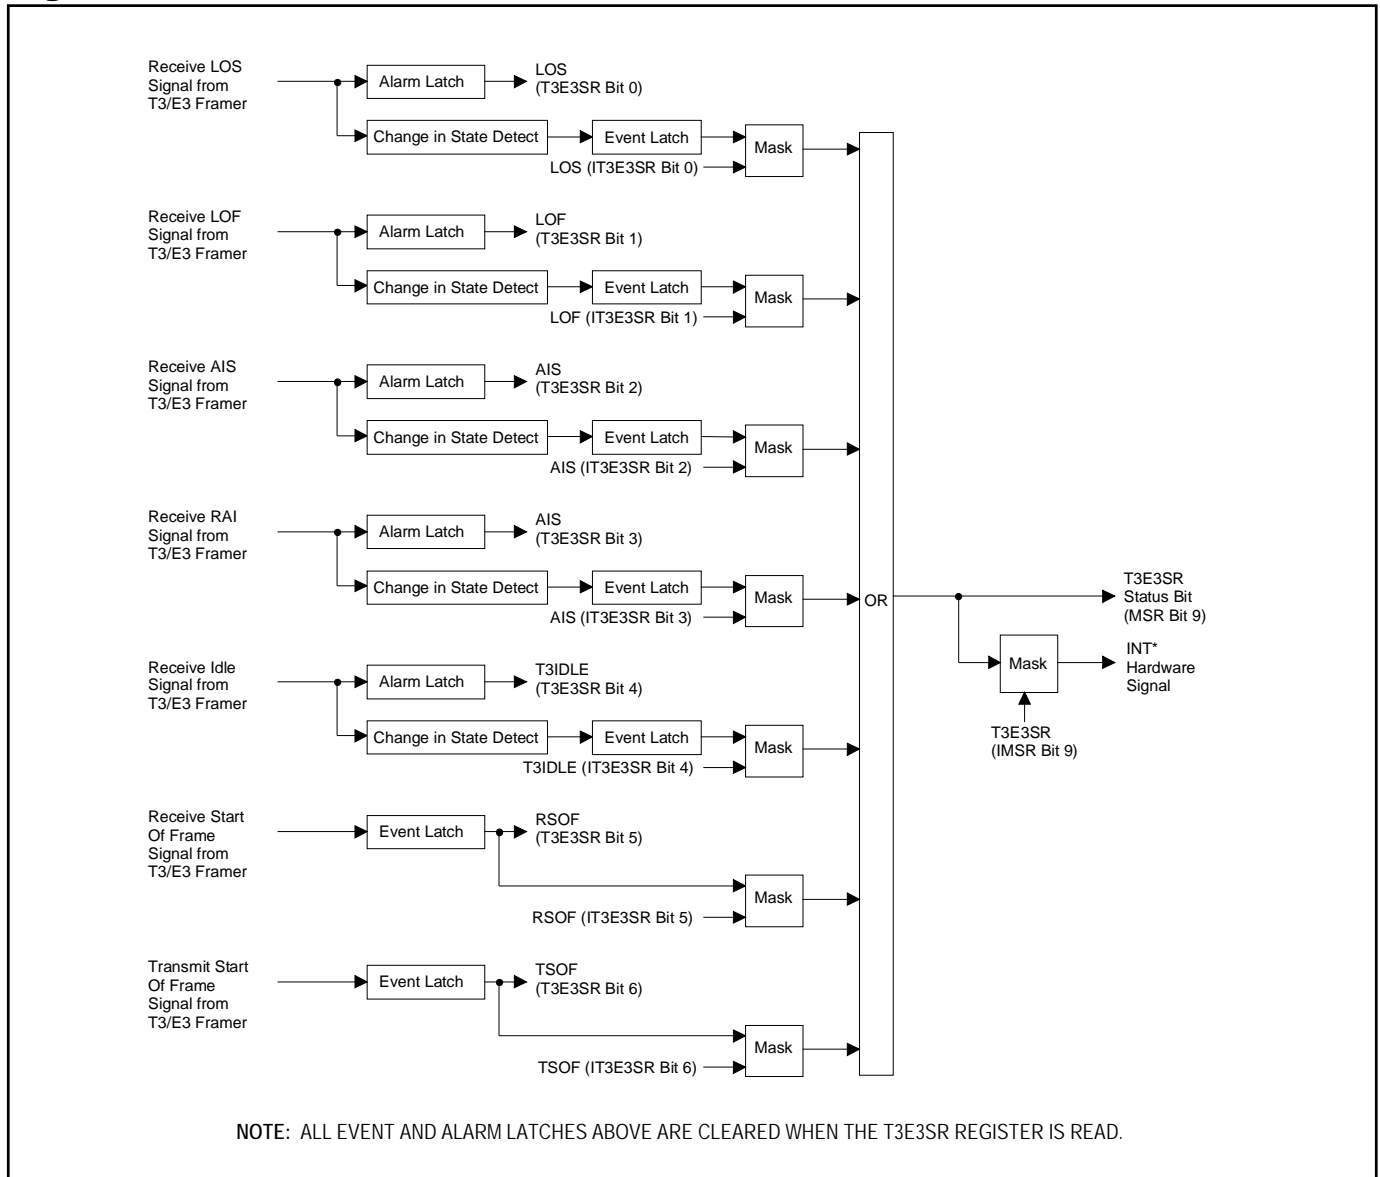 Receive LOS
Signal from
T3/E3 Framer
Alarm Latch
LOS
(T3E3SR Bit 0)
Change in State Detect
Event Latch
Mask
LOS (IT3E3SR Bit 0)
Receive LOF
Signal from
T3/E3 Framer
Alarm Latch
LOF
(T3E3SR Bit 1)
Change in State Detect
Event Latch
Mask
LOF (IT3E3SR Bit 1)
Receive AIS
Signal from
T3/E3 Framer
Alarm Latch
AIS
(T3E3SR Bit 2)
Change in State Detect
Event Latch
Mask
AIS (IT3E3SR Bit 2)
Receive RAI
Signal from
T3/E3 Framer
Alarm Latch
AIS
(T3E3SR Bit 3)
Change in State Detect
Event Latch
Mask
AIS (IT3E3SR Bit 3)
OR
T3E3SR
Status Bit
(MSR Bit 9)
Mask
INT*
Hardware
Signal
T3E3SR
(IMSR Bit 9)
Receive Idle
Signal from
T3/E3 Framer
Alarm Latch
T3IDLE
(T3E3SR Bit 4)
Change in State Detect
Event Latch
Mask
T3IDLE (IT3E3SR Bit 4)
Receive Start
Of Frame
Signal from
T3/E3 Framer
Event Latch
RSOF
(T3E3SR Bit 5)
Mask
RSOF (IT3E3SR Bit 5)
Transmit Start
Of Frame
Signal from
T3/E3 Framer
Event Latch
TSOF
(T3E3SR Bit 6)
Mask
TSOF (IT3E3SR Bit 6)
NOTE: ALL EVENT AND ALARM LATCHES ABOVE ARE CLEARED WHEN THE T3E3SR REGISTER IS READ.